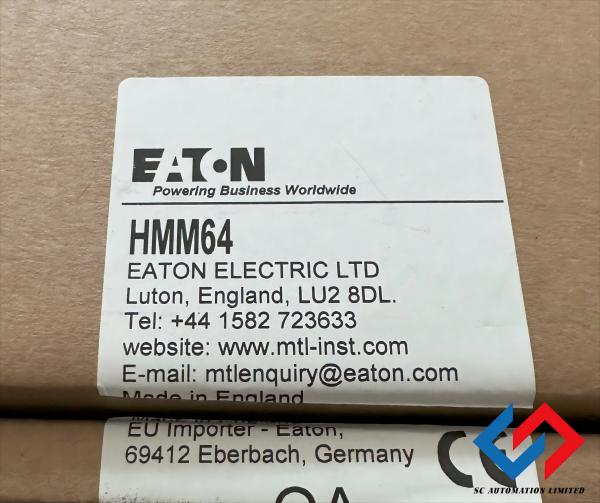 EATON
Powering Business Worldwide
HMM64
EATON ELECTRIC LTD
Luton, England, LU2 8DL.
Tel: +44 1582 723633
website: www.mtl-inst.com
E-mail: mtlenquiry@eaton.com
Made in England
EU Importer - Eaton,
69412 Eberbach, Germany
CE
SC AUTOMATION LIMITED